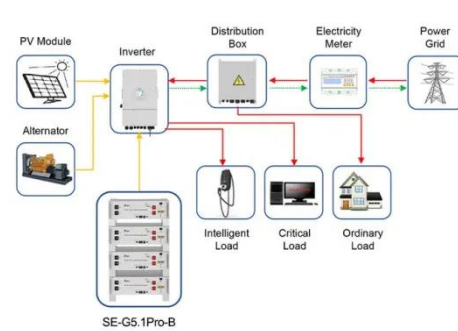 PV Module
Inverter
Distribution
Box
Electricity
Meter
Power
Grid
Alternator
Intelligent
Load
Critical
Load
Ordinary
Load
SE-G5.1Pro-B